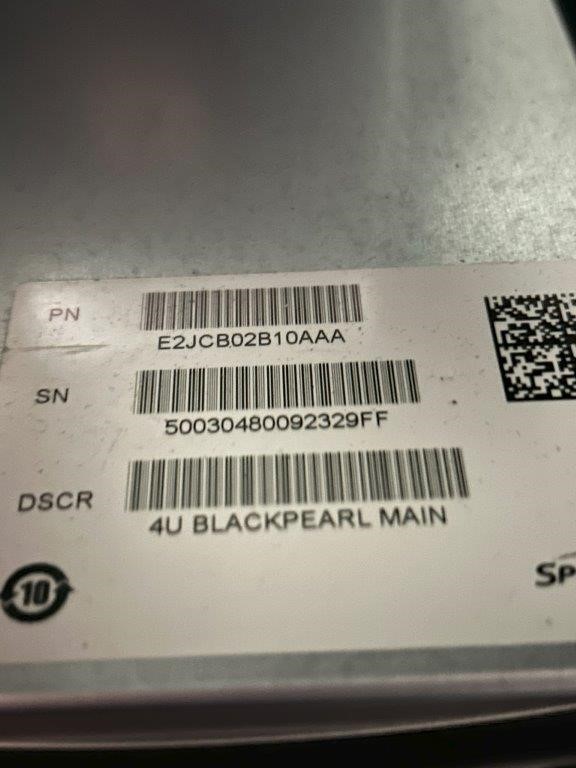 PN
E2JCB02B10AAA
SN
50030480092329FF
DSCR
4U BLACKPEARL MAIN
10
Sp